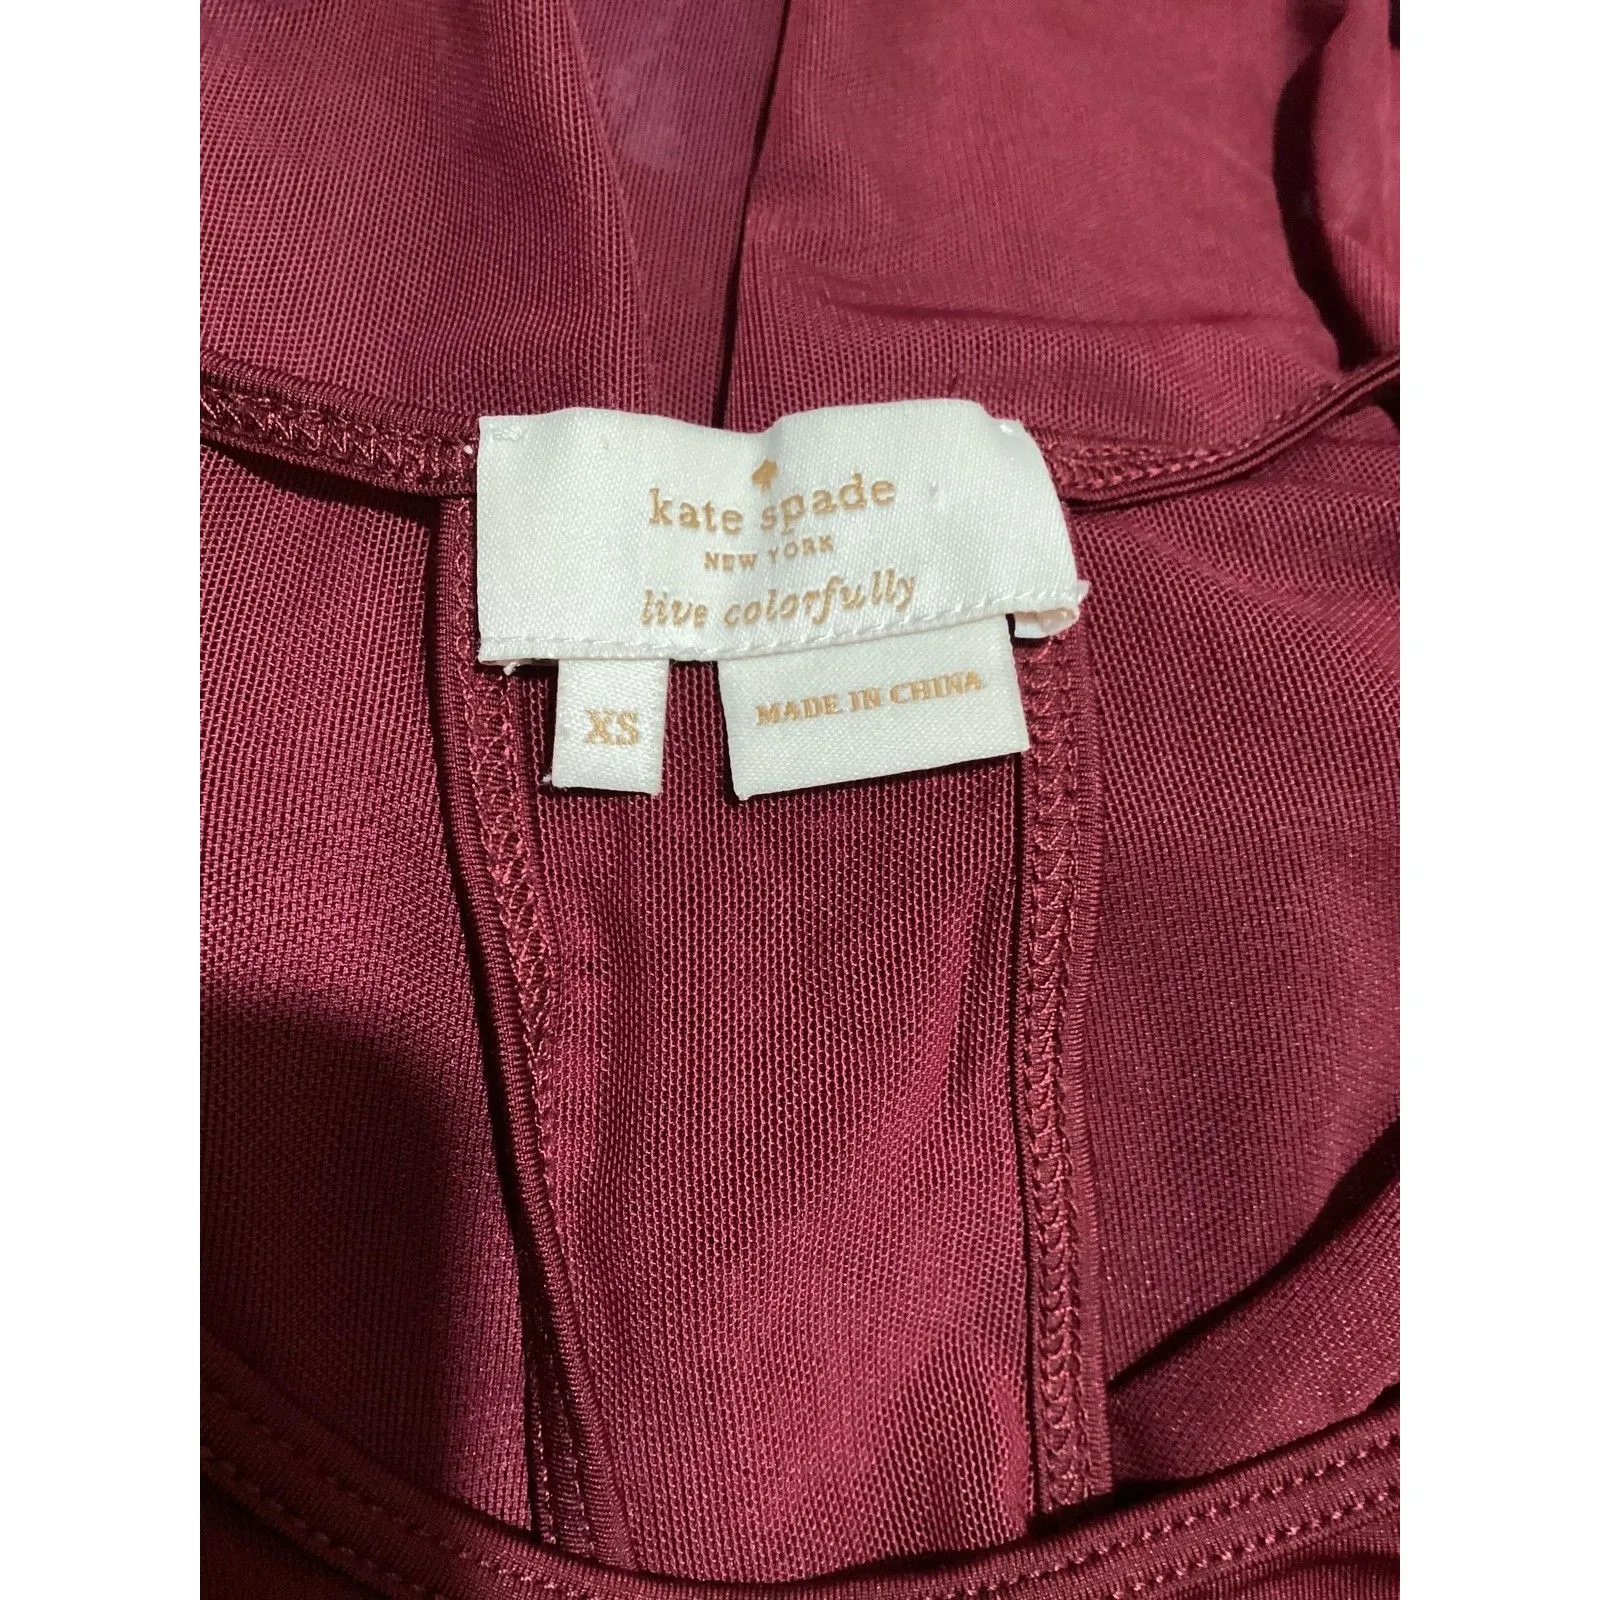 kate spade
NEW YORK
live colorfully
XS
MADE IN CHINA